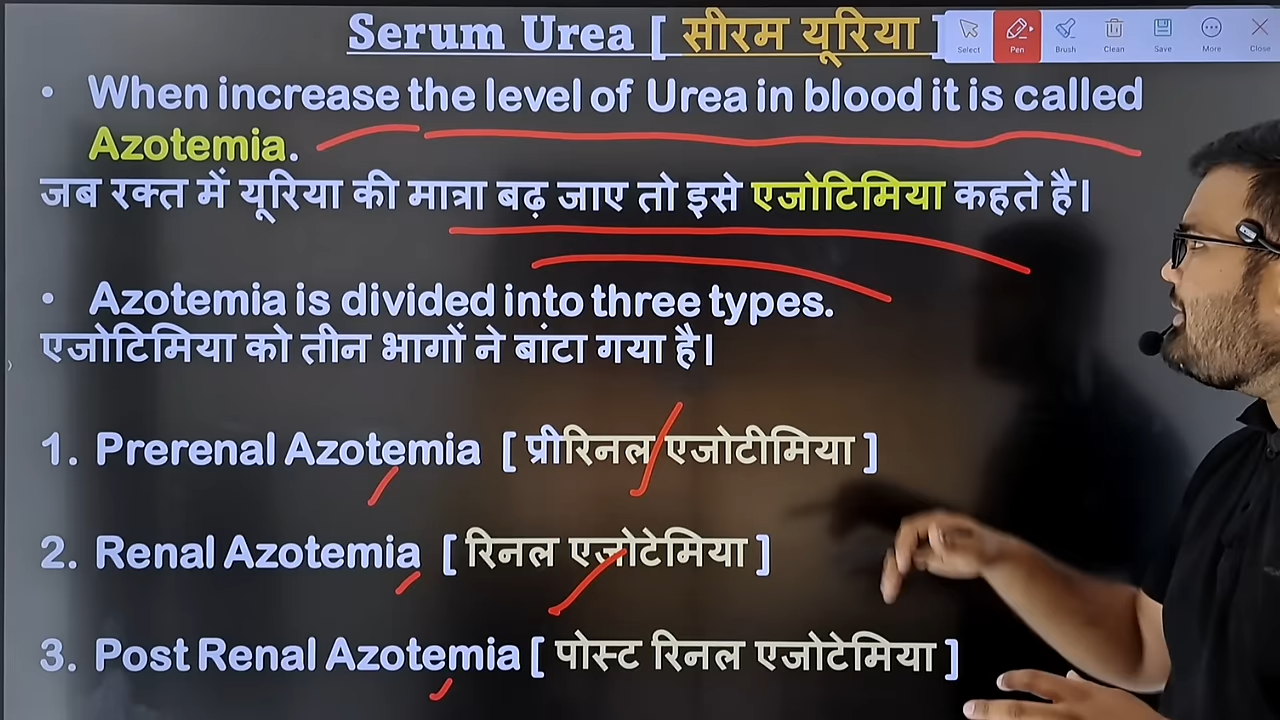 Serum Urea [ सीरम यूरिया ]
Select Pen Brush Clean Save More Close
• When increase the level of Urea in blood it is called
Azotemia.
जब रक्त में यूरिया की मात्रा बढ़ जाए तो इसे एजोटिमिया कहते है।
• Azotemia is divided into three types.
एजोटिमिया को तीन भागों ने बांटा गया है।
1. Prerenal Azotemia [ प्रीरिनल एजोटीमिया ]
2. Renal Azotemia [ रिनल एजोटेमिया ]
3. Post Renal Azotemia [ पोस्ट रिनल एजोटेमिया ]